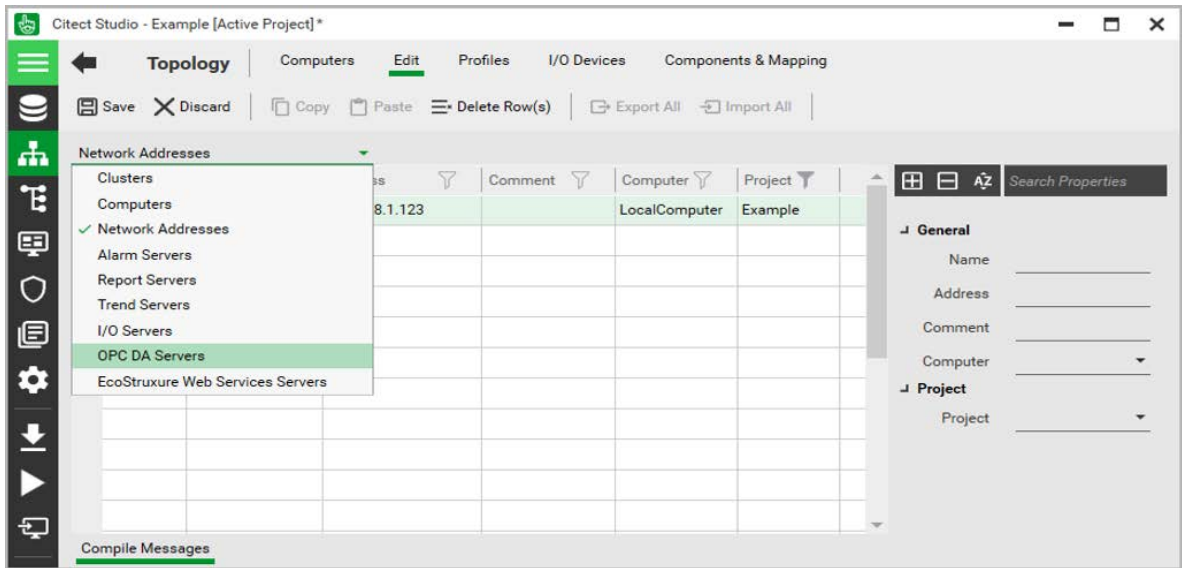 Citect Studio - Example [Active Project] *
Topology Computers Edit Profiles I/O Devices Components & Mapping
Save Discard Copy Paste Delete Row(s) Export All Import All
Network Addresses
Clusters
Computers
Network Addresses
Alarm Servers
Report Servers
Trend Servers
I/O Servers
OPC DA Servers
EcoStruxure Web Services Servers
ss Comment Computer Project
8.1.123 LocalComputer Example
AZ Search Properties
General
Name
Address
Comment
Computer
Project
Project
Compile Messages